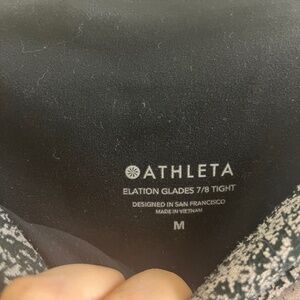 ATHLETA
ELATION GLADES 7/8 TIGHT
DESIGNED IN SAN FRANCISCO
MADE IN VIETNAM
M